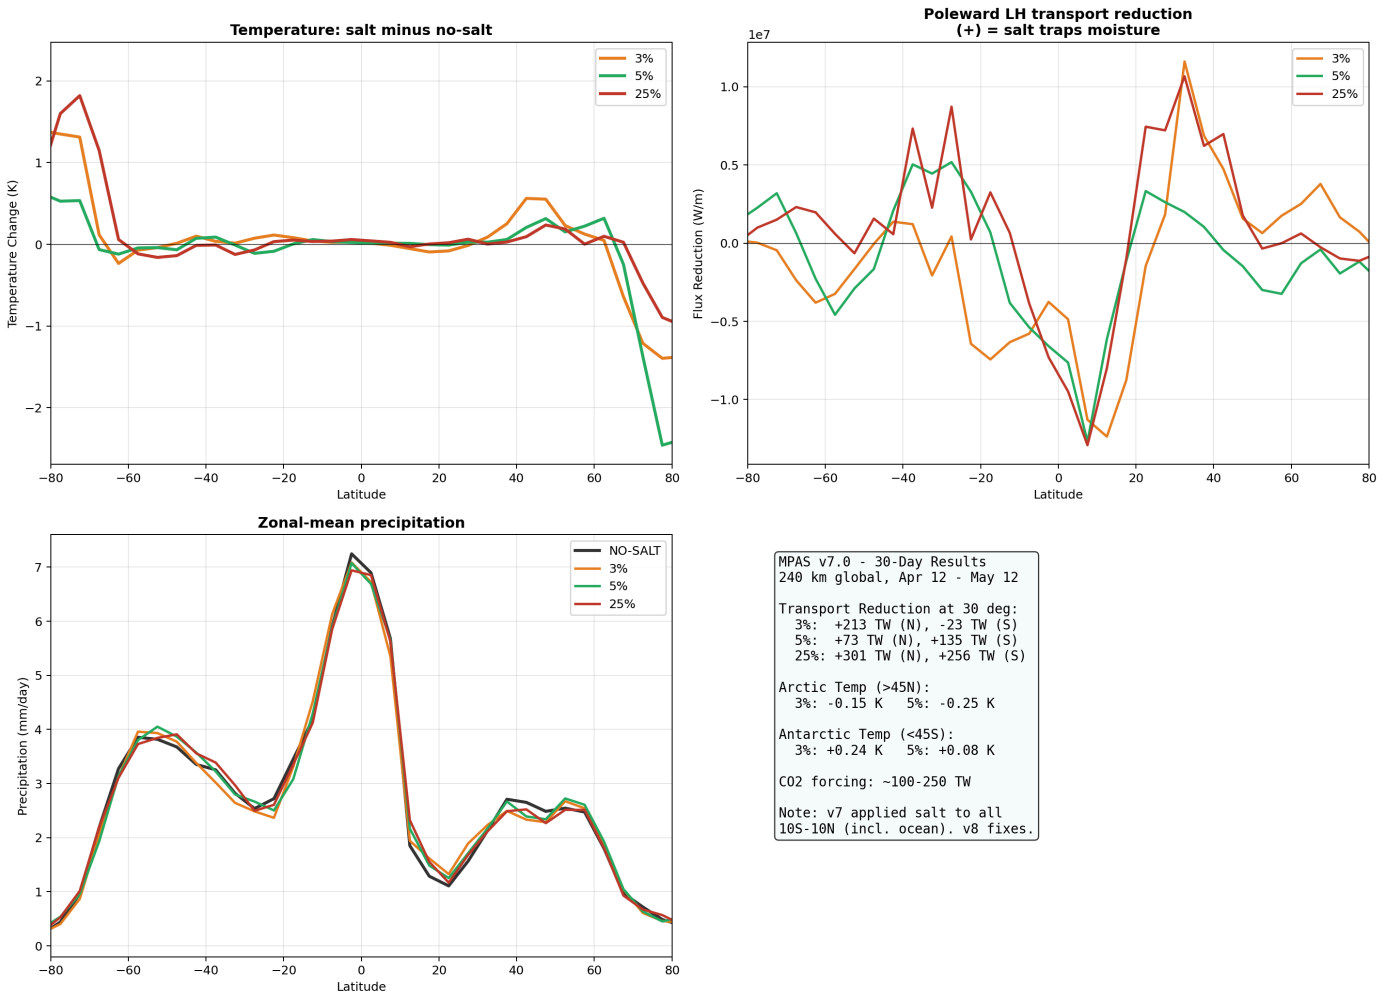 Temperature: salt minus no-salt
3%
5%
25%
Temperature Change (K)
2
1
0
−1
−2
−80 −60 −40 −20 0 20 40 60 80
Latitude
Poleward LH transport reduction
(+) = salt traps moisture
1e7
3%
5%
25%
Flux Reduction (W/m)
1.0
0.5
0.0
−0.5
−1.0
−80 −60 −40 −20 0 20 40 60 80
Latitude
Zonal-mean precipitation
NO-SALT
3%
5%
25%
Precipitation (mm/day)
7
6
5
4
3
2
1
0
−80 −60 −40 −20 0 20 40 60 80
Latitude
MPAS v7.0 - 30-Day Results
240 km global, Apr 12 - May 12
Transport Reduction at 30 deg:
3%: +213 TW (N), -23 TW (S)
5%: +73 TW (N), +135 TW (S)
25%: +301 TW (N), +256 TW (S)
Arctic Temp (>45N):
3%: -0.15 K 5%: -0.25 K
Antarctic Temp (<45S):
3%: +0.24 K 5%: +0.08 K
CO2 forcing: ~100-250 TW
Note: v7 applied salt to all
10S-10N (incl. ocean). v8 fixes.